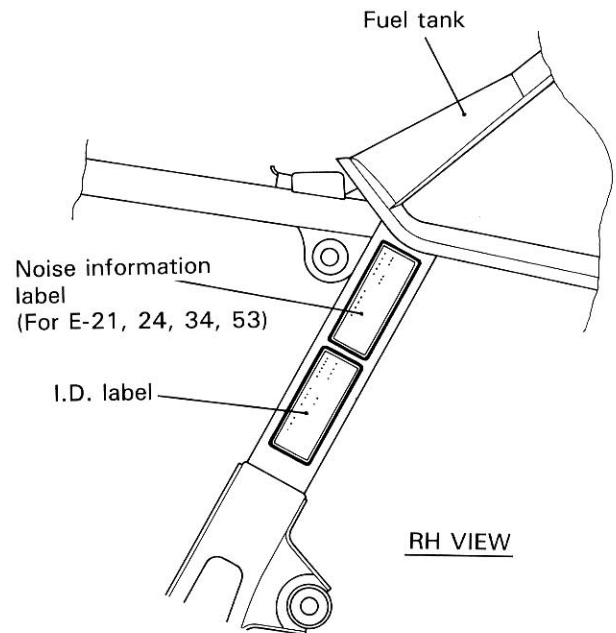 Fuel tank
Noise information
label
(For E-21, 24, 34, 53)
I.D. label
RH VIEW